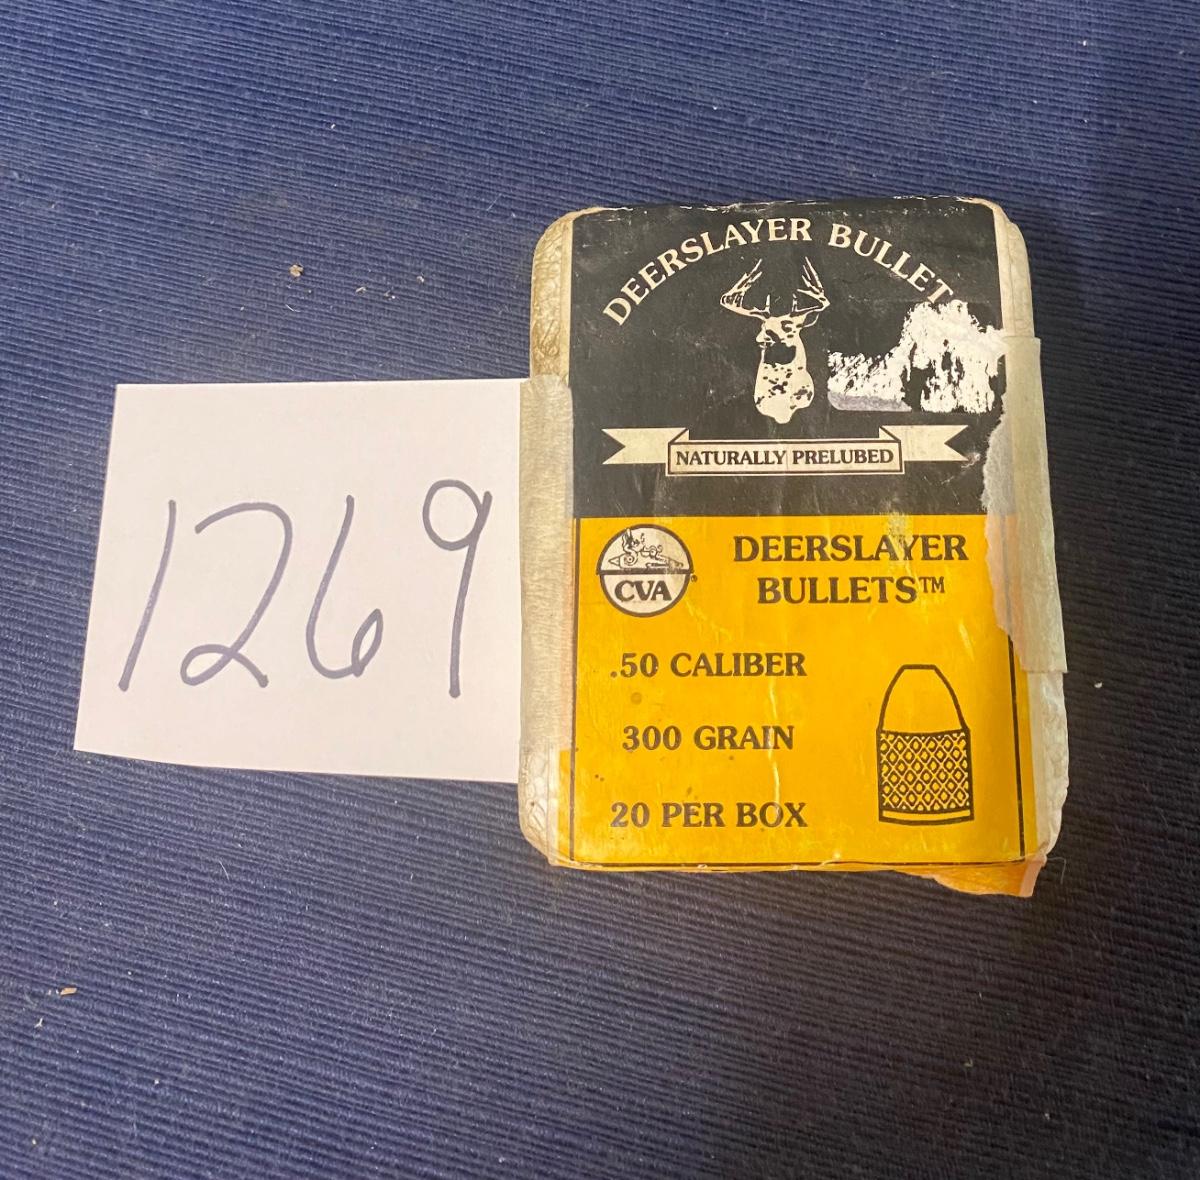 1269
DEERSLAYER BULLET
NATURALLY PRELUBED
CVA®
DEERSLAYER
BULLETS™
.50 CALIBER
300 GRAIN
20 PER BOX